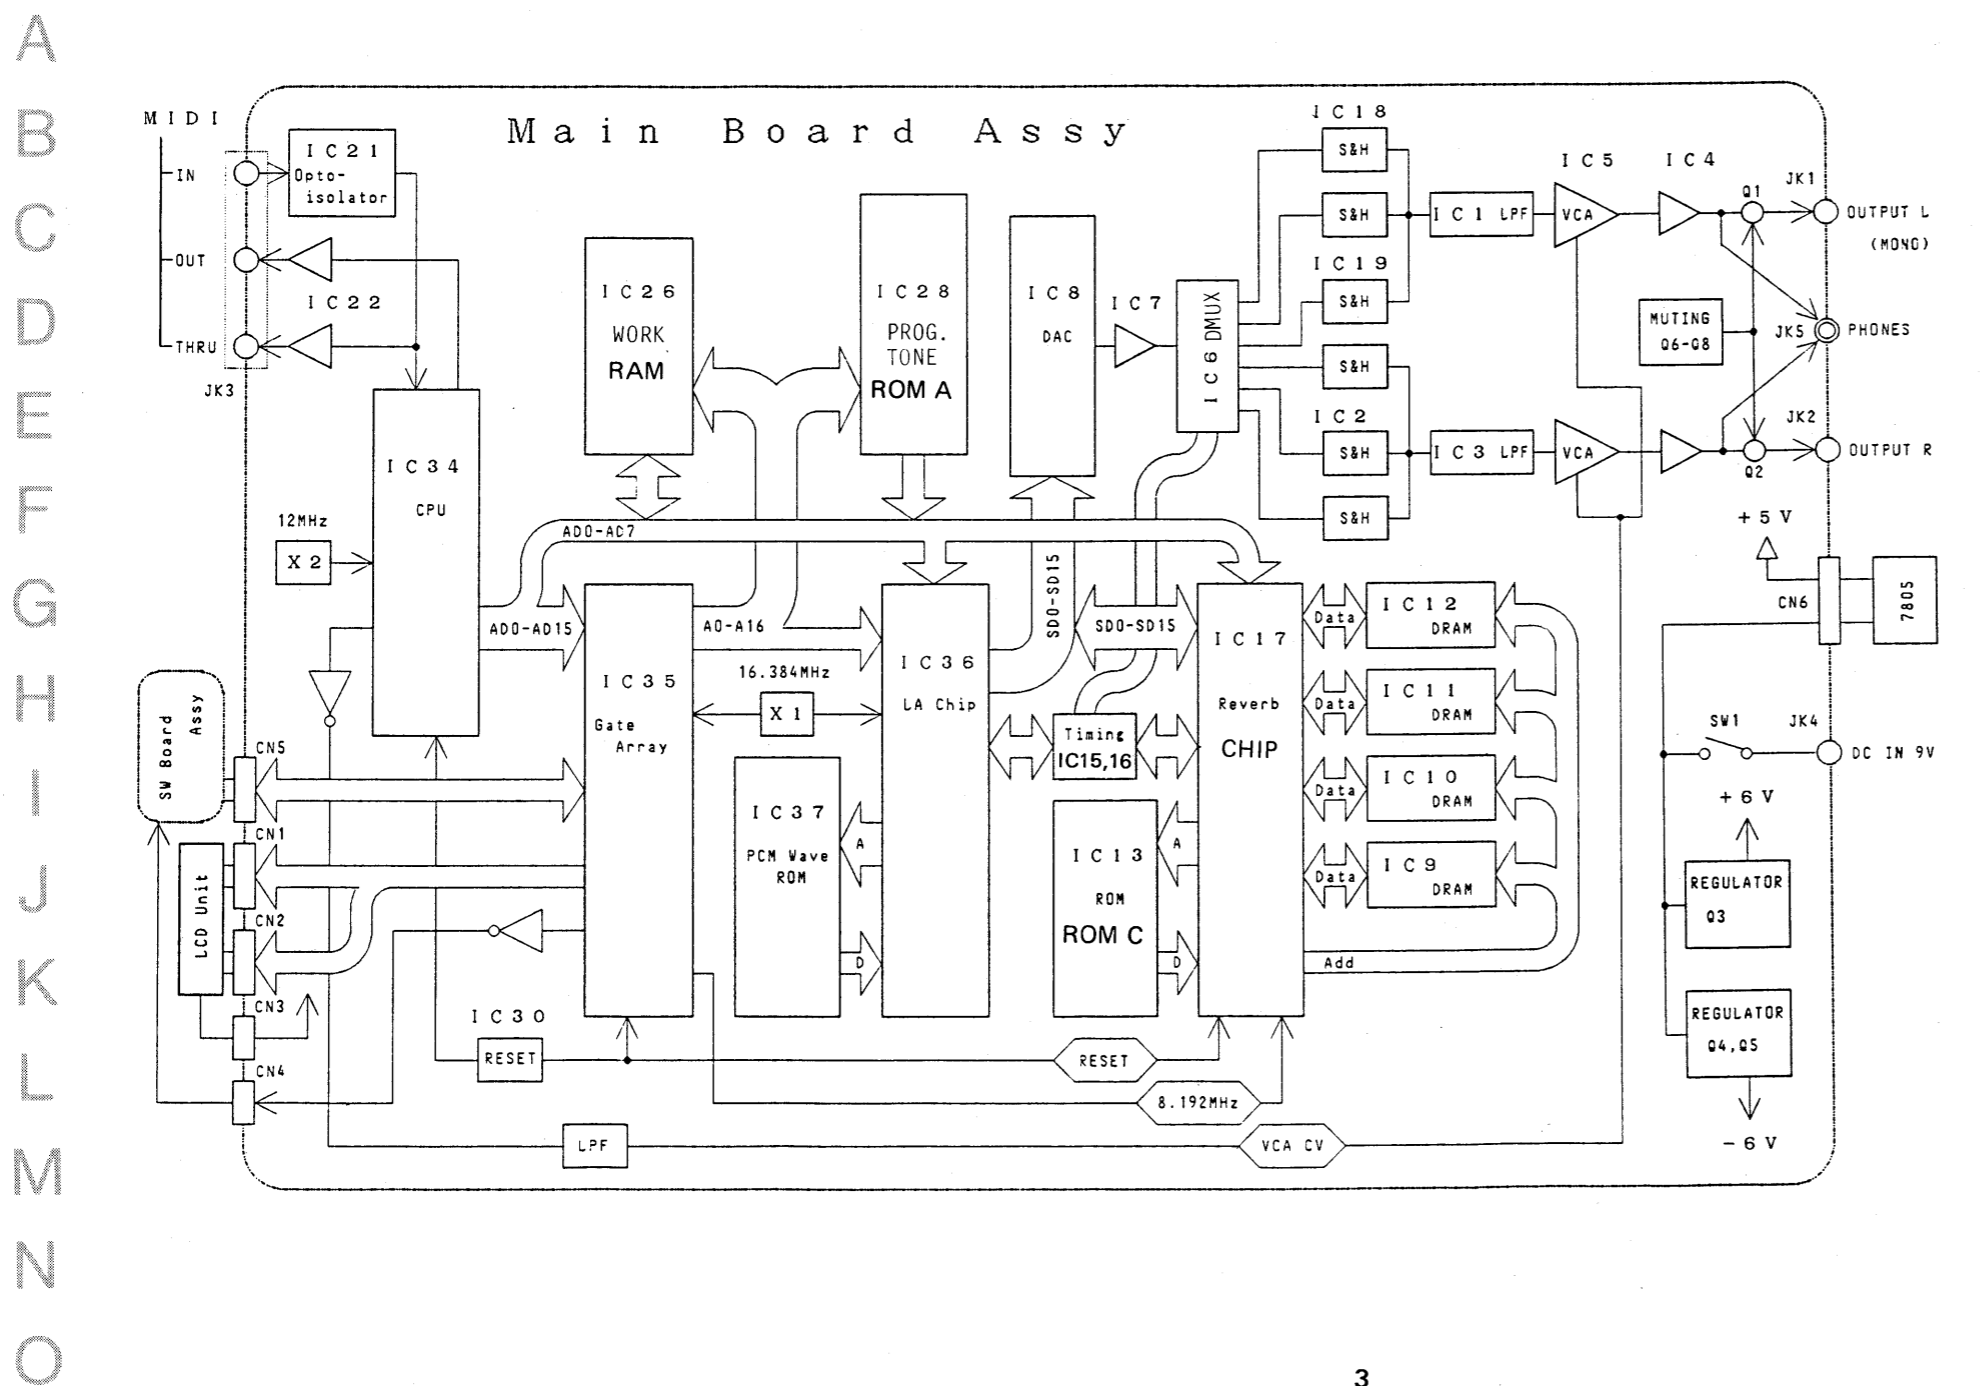 A
B
C
D
E
F
G
H
I
J
K
L
M
N
O
Main Board Assy
MIDI
IN
OUT
THRU
JK3
IC21
Opto-
isolator
IC22
IC34
CPU
12MHz
X2
IC26
WORK
RAM
IC28
PROG.
TONE
ROM A
IC8
DAC
IC7
IC6 DMUX
IC18
S&H
S&H
IC19
S&H
S&H
IC2
S&H
S&H
IC1 LPF
IC3 LPF
IC5
VCA
VCA
IC4
Q1
Q2
MUTING
Q6-Q8
JK1
OUTPUT L
(MONO)
JK5
PHONES
JK2
OUTPUT R
+5V
CN6
7805
SW1
JK4
DC IN 9V
+6V
REGULATOR
Q3
REGULATOR
Q4,Q5
-6V
AD0-AD7
AD0-AD15
A0-A16
SD0-SD15
SD0-SD15
IC35
Gate
Array
16.384MHz
X1
IC36
LA Chip
Timing
IC15,16
IC17
Reverb
CHIP
Data
IC12
DRAM
Data
IC11
DRAM
Data
IC10
DRAM
Data
IC9
DRAM
Add
IC37
PCM Wave
ROM
A
D
IC13
ROM
ROM C
A
D
SW Board
Assy
CN5
CN1
LCD Unit
CN2
CN3
CN4
IC30
RESET
RESET
8.192MHz
LPF
VCA CV
3